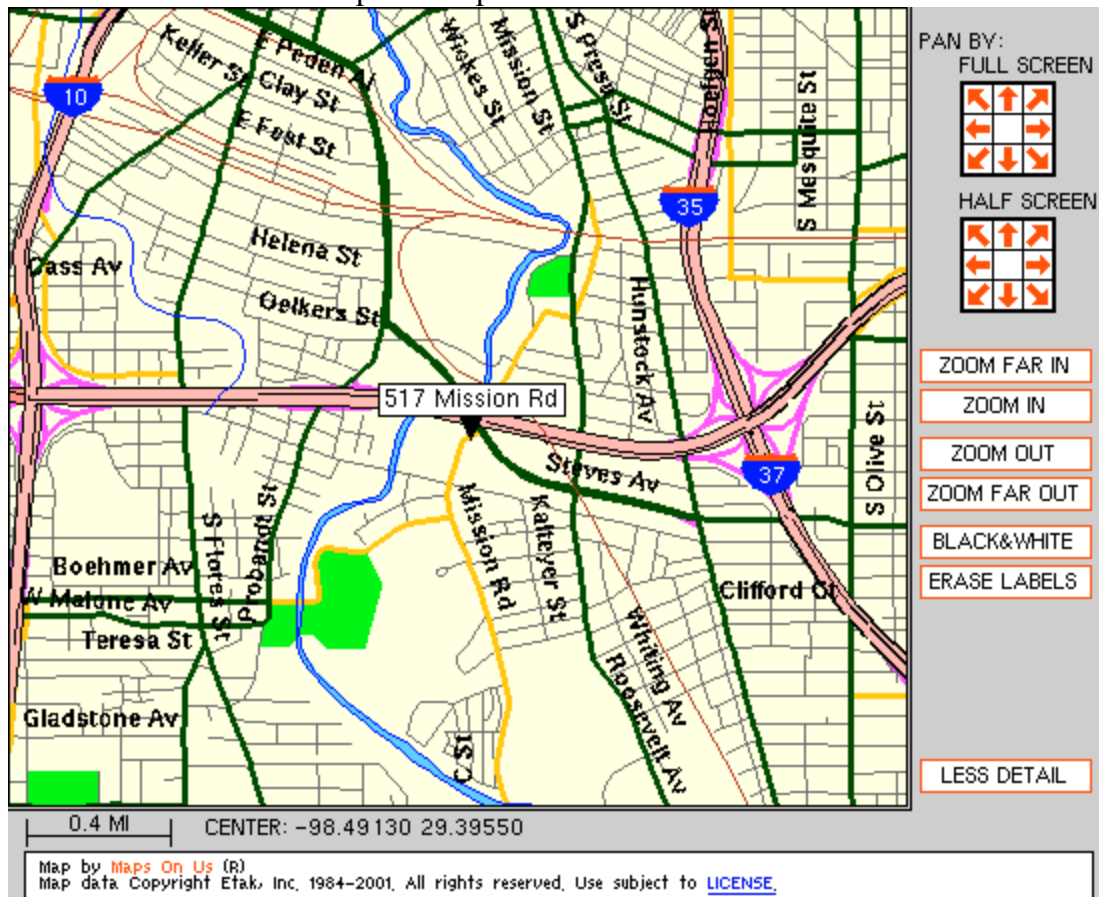 PAN BY:
FULL SCREEN
HALF SCREEN
ZOOM FAR IN
ZOOM IN
ZOOM OUT
ZOOM FAR OUT
BLACK&WHITE
ERASE LABELS
LESS DETAIL
10
35
37
E Peden Al
Keller St
Clay St
E Fest St
Wickes St
Mission St
S Presa St
Hoefgen St
S Mesquite St
Helena St
Cass Av
Oelkers St
Hunstock Av
517 Mission Rd
Steves Av
S Olive St
S Flores St
Probandt St
Mission Rd
Kalteyer St
Boehmer Av
W Malone Av
Teresa St
Clifford Ct
Whiting Av
Roosevelt Av
Gladstone Av
C St
0.4 MI
CENTER: -98.49130 29.39550
Map by Maps On Us (R)
Map data Copyright Etak, Inc. 1984-2001. All rights reserved. Use subject to LICENSE.